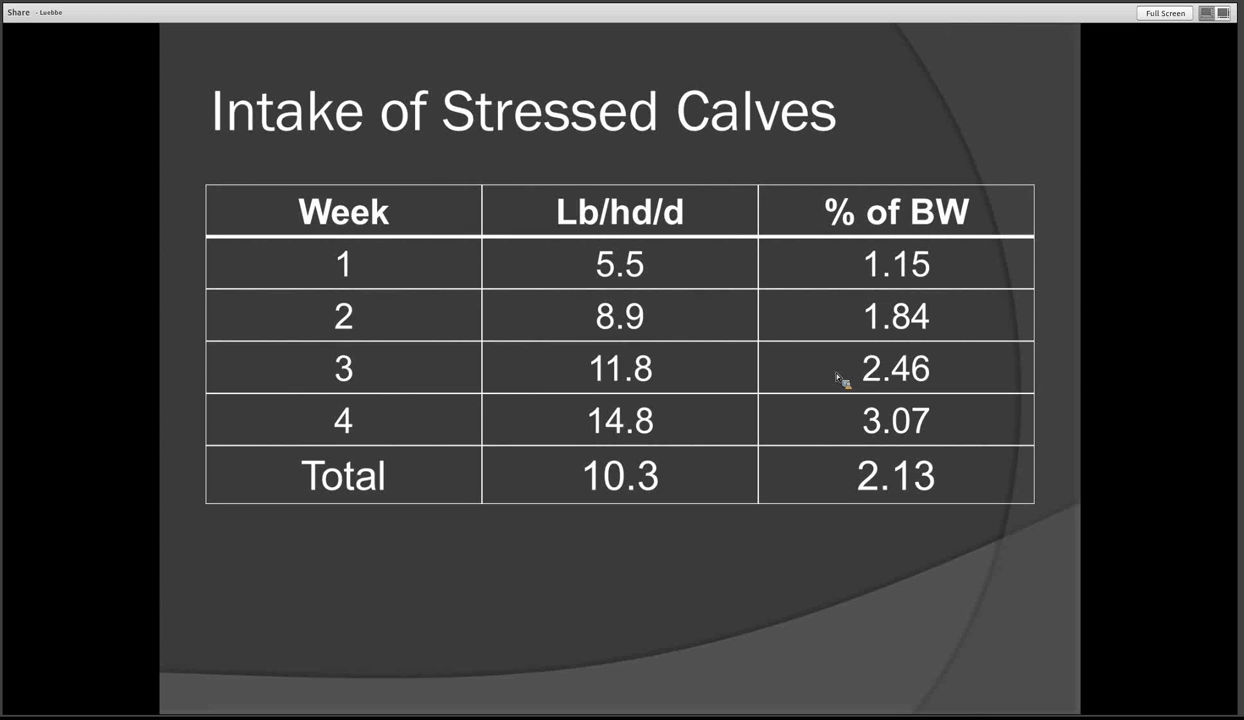 Share - Luebbe
Full Screen
Intake of Stressed Calves
Week Lb/hd/d % of BW
1 5.5 1.15
2 8.9 1.84
3 11.8 2.46
4 14.8 3.07
Total 10.3 2.13